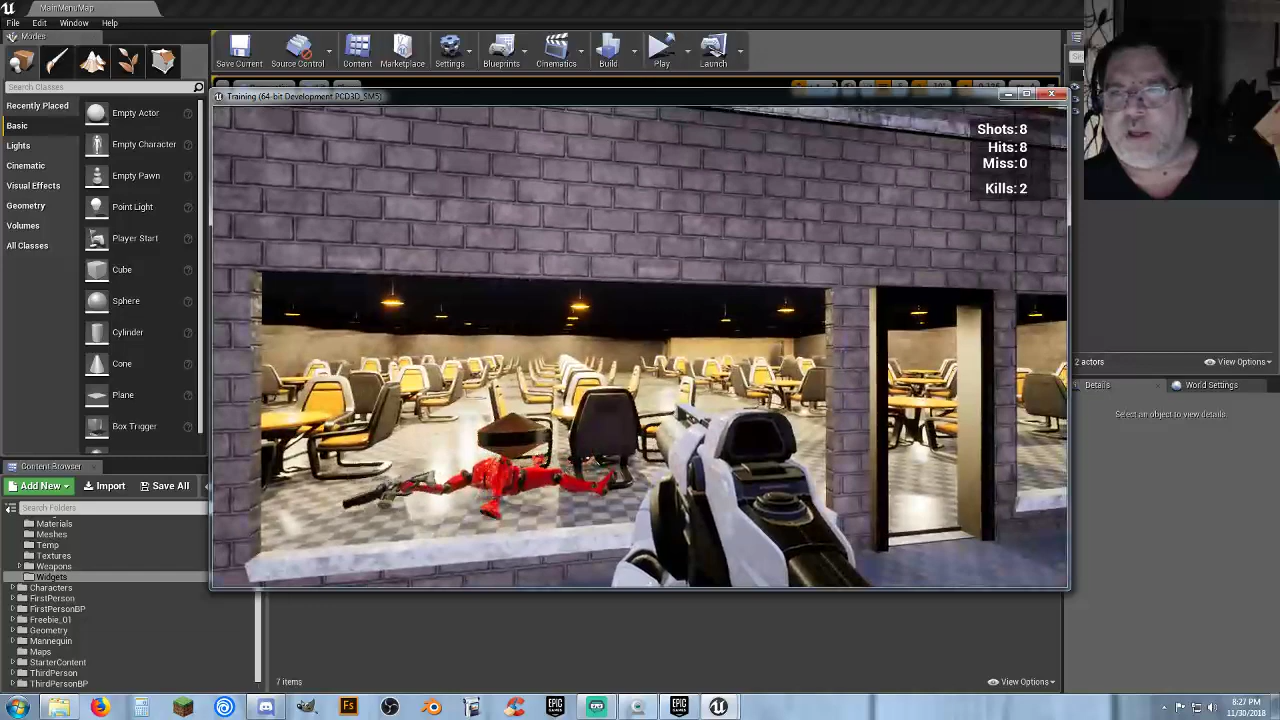 MainMenuMap
File Edit Window Help
Modes
Search Classes
Recently Placed
Basic
Lights
Cinematic
Visual Effects
Geometry
Volumes
All Classes
Empty Actor
Empty Character
Empty Pawn
Point Light
Player Start
Cube
Sphere
Cylinder
Cone
Plane
Box Trigger
Save Current
Source Control
Content
Marketplace
Settings
Blueprints
Cinematics
Build
Play
Launch
Training (64-bit Development PCD3D_SM5)
Shots: 8
Hits: 8
Miss: 0
Kills: 2
2 actors
View Options
Details
World Settings
Select an object to view details.
Content Browser
Add New Import Save All
Search Folders
Materials
Meshes
Temp
Textures
Weapons
Widgets
Characters
FirstPerson
FirstPersonBP
Freebie_01
Geometry
Mannequin
Maps
StarterContent
ThirdPerson
ThirdPersonBP
7 items
View Options
Fs
EPIC GAMES
EPIC GAMES
8:27 PM
11/30/2018